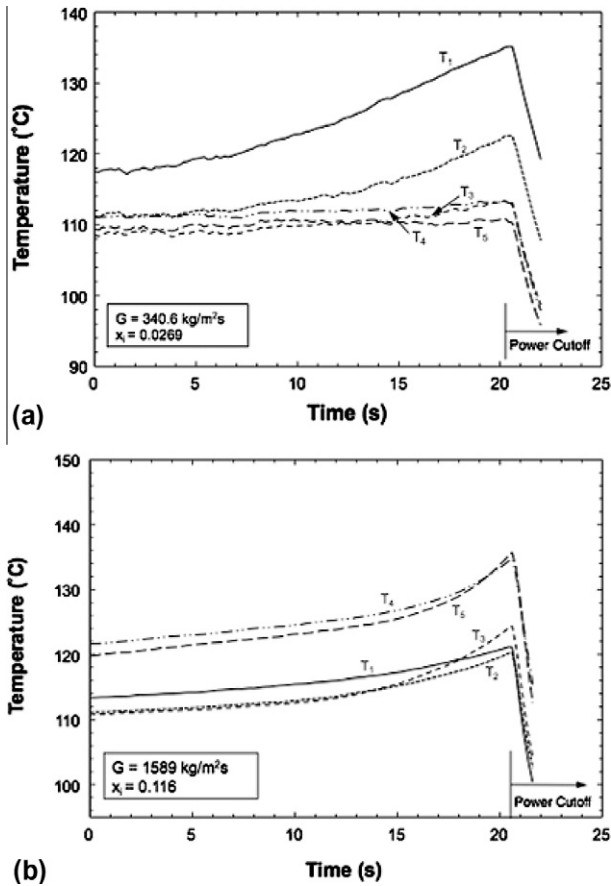 140
130
120
110
100
90
Temperature (°C)
T1
T2
T3
T4
T5
G = 340.6 kg/m²s
xi = 0.0269
Power Cutoff
0 5 10 15 20 25
(a)
Time (s)
150
140
130
120
110
100
Temperature (°C)
T4
T5
T3
T1
T2
G = 1589 kg/m²s
xi = 0.116
Power Cutoff
0 5 10 15 20 25
(b)
Time (s)